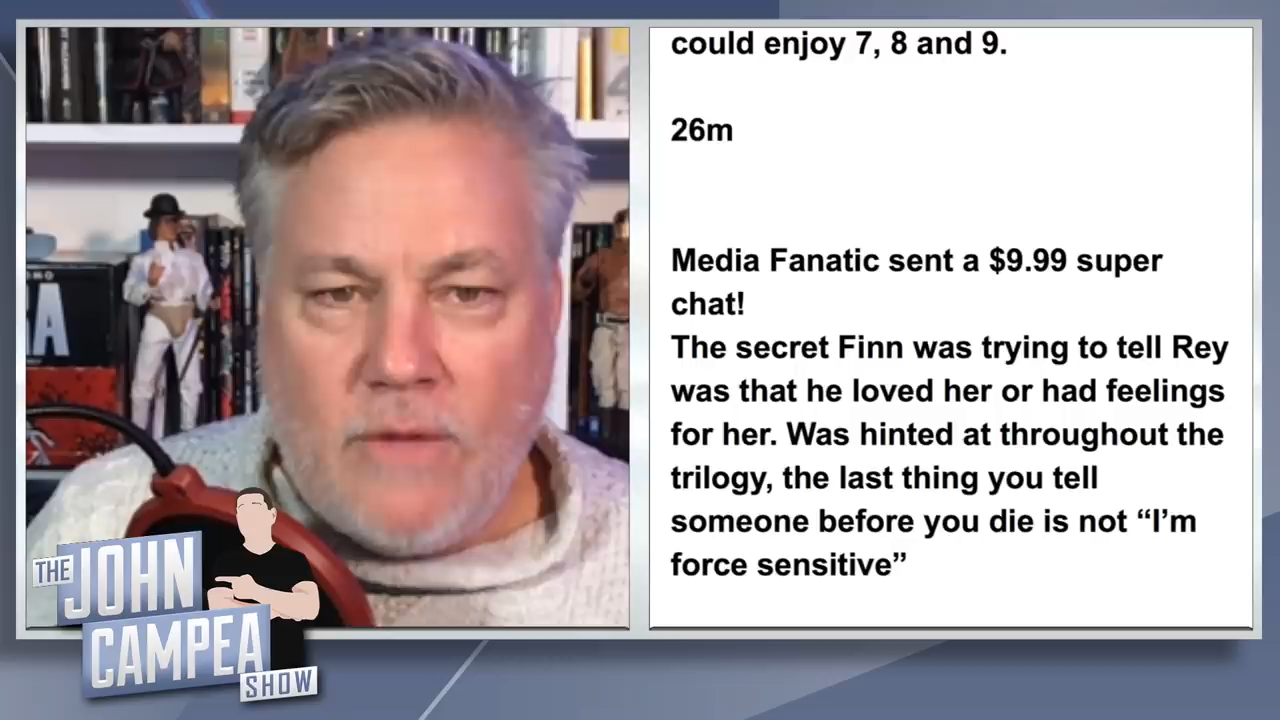 could enjoy 7, 8 and 9.
26m
Media Fanatic sent a $9.99 super
chat!
The secret Finn was trying to tell Rey
was that he loved her or had feelings
for her. Was hinted at throughout the
trilogy, the last thing you tell
someone before you die is not “I’m
force sensitive”
THE
JOHN
CAMPEA
SHOW